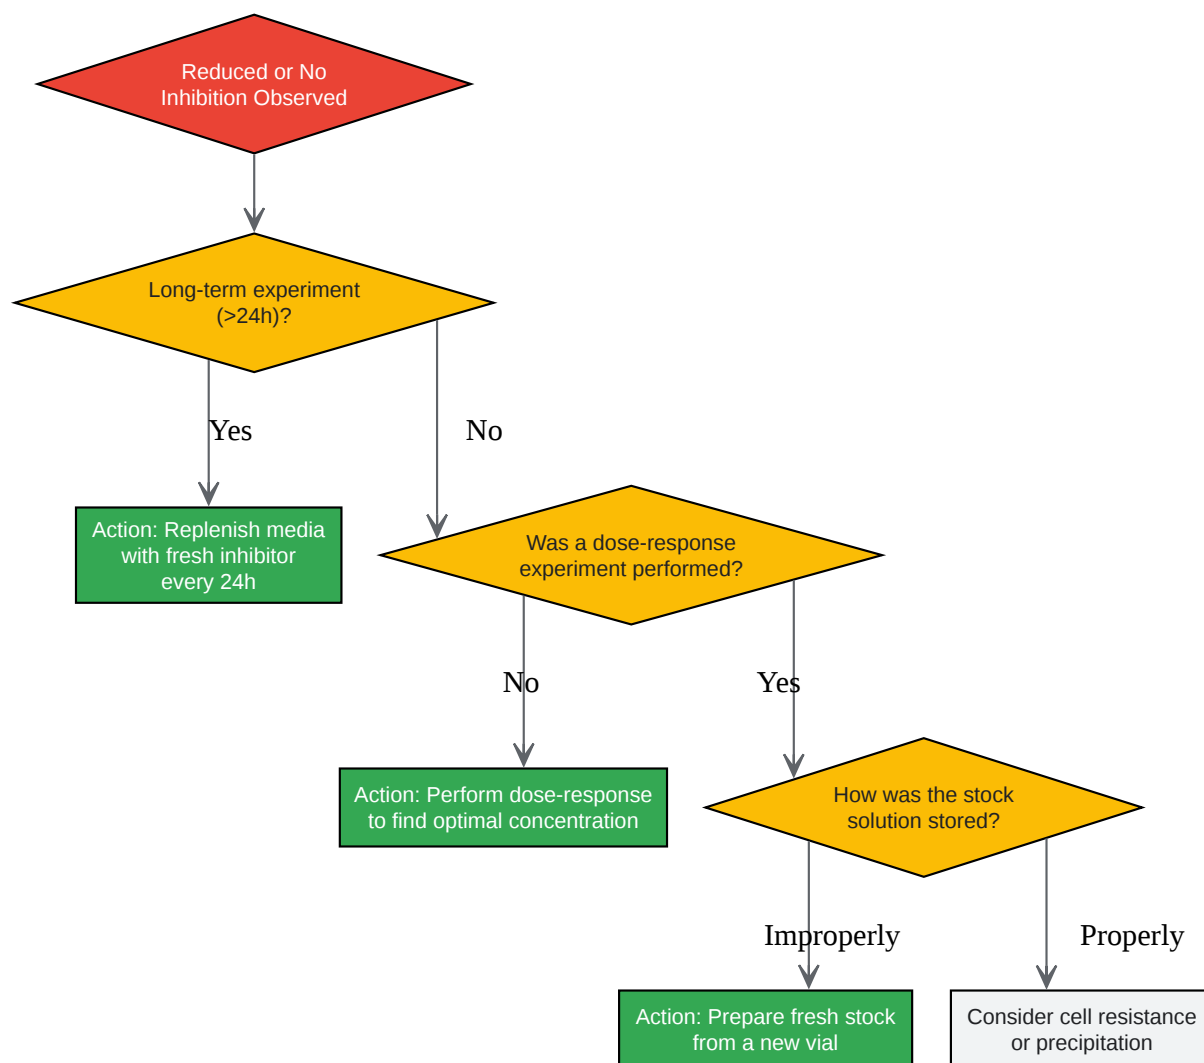 Reduced or No
Inhibition Observed
Long-term experiment
(>24h)?
Yes
No
Action: Replenish media
with fresh inhibitor
every 24h
Was a dose-response
experiment performed?
No
Yes
Action: Perform dose-response
to find optimal concentration
How was the stock
solution stored?
Improperly
Properly
Action: Prepare fresh stock
from a new vial
Consider cell resistance
or precipitation